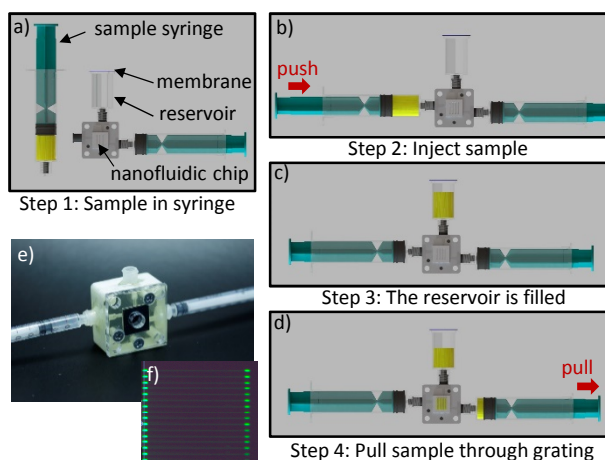 a)
sample syringe
membrane
reservoir
nanofluidic chip
Step 1: Sample in syringe
b)
push
Step 2: Inject sample
c)
Step 3: The reservoir is filled
d)
pull
Step 4: Pull sample through grating
e)
f)